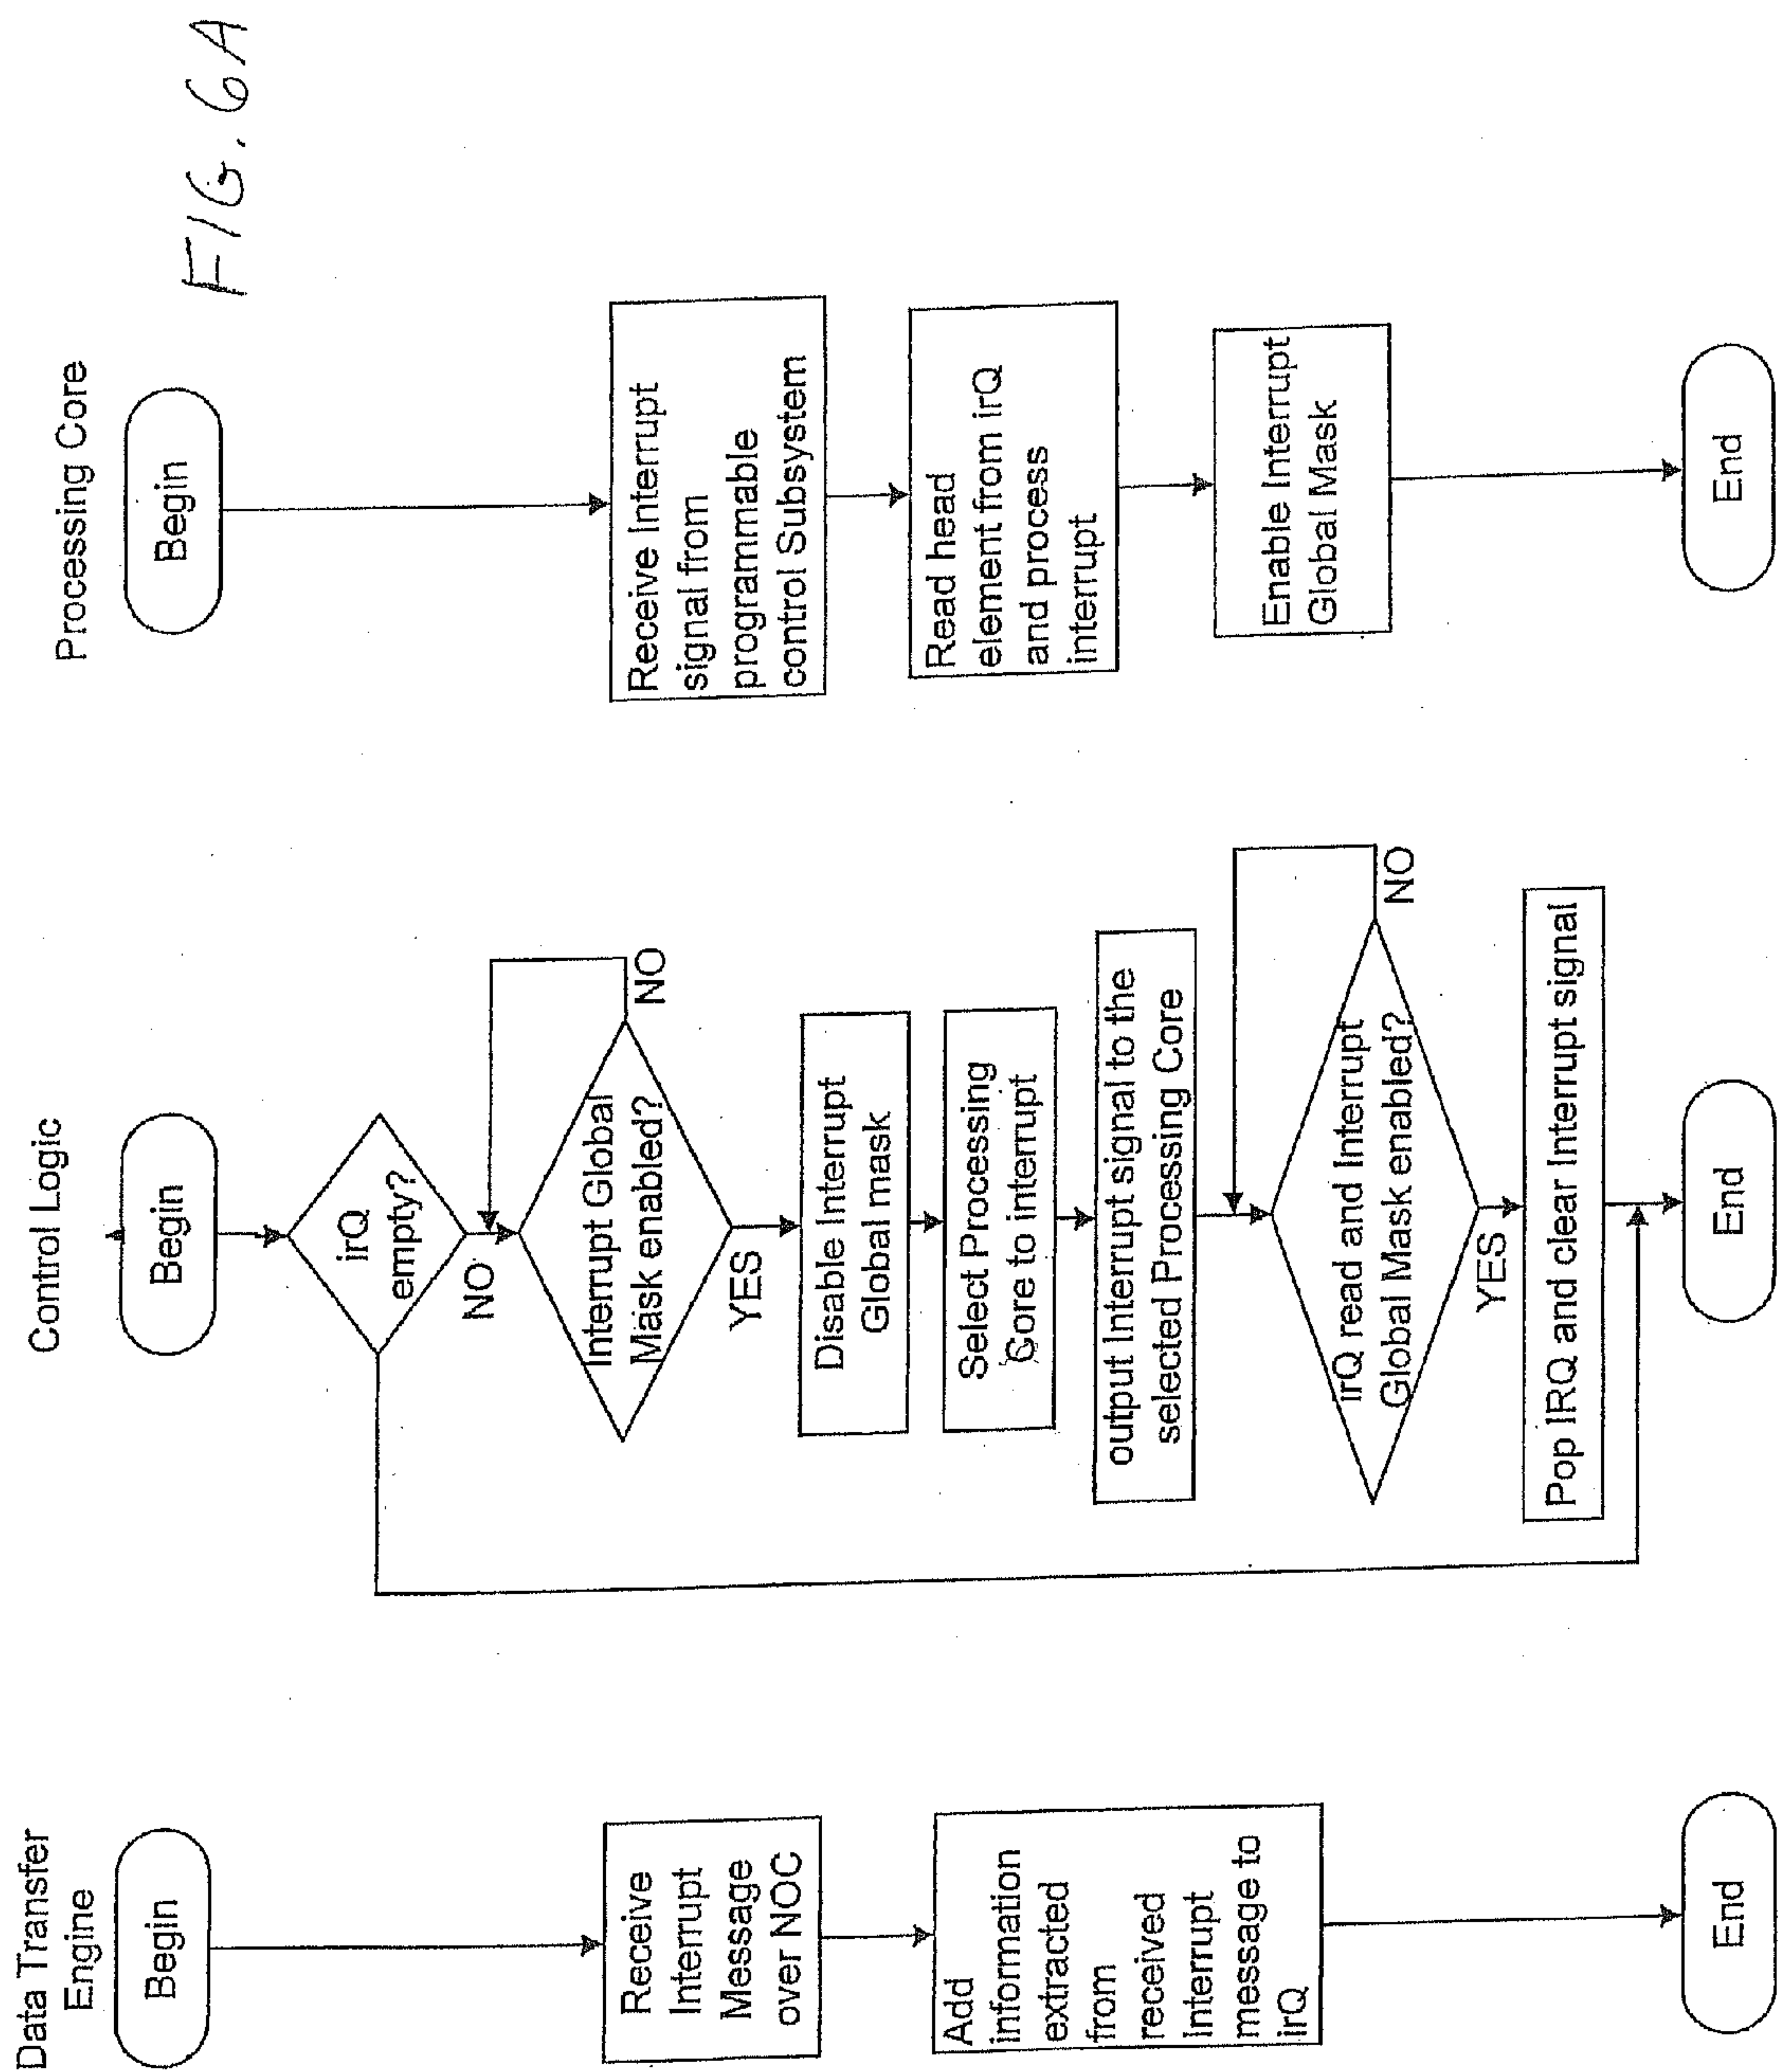 Data Transfer
Engine
Begin
Receive
Interrupt
Message
over NOC
Add
information
extracted
from
received
Interrupt
message to
irQ
End
Control Logic
Begin
irQ
empty?
NO
Interrupt Global
Mask enabled?
NO
YES
Disable Interrupt
Global mask
Select Processing
Core to interrupt
output Interrupt signal to the
selected Processing Core
irQ read and Interrupt
Global Mask enabled?
NO
YES
Pop IRQ and clear Interrupt signal
End
Processing Core
Begin
Receive Interrupt
signal from
programmable
control Subsystem
Read head
element from irQ
and process
interrupt
Enable Interrupt
Global Mask
End
FIG. 6A